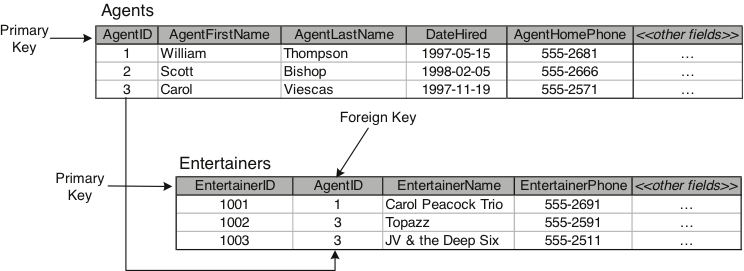 Agents
Primary Key
AgentID AgentFirstName AgentLastName DateHired AgentHomePhone <<other fields>>
1 William Thompson 1997-05-15 555-2681 ...
2 Scott Bishop 1998-02-05 555-2666 ...
3 Carol Viescas 1997-11-19 555-2571 ...
Foreign Key
Entertainers
Primary Key
EntertainerID AgentID EntertainerName EntertainerPhone <<other fields>>
1001 1 Carol Peacock Trio 555-2691 ...
1002 3 Topazz 555-2591 ...
1003 3 JV & the Deep Six 555-2511 ...